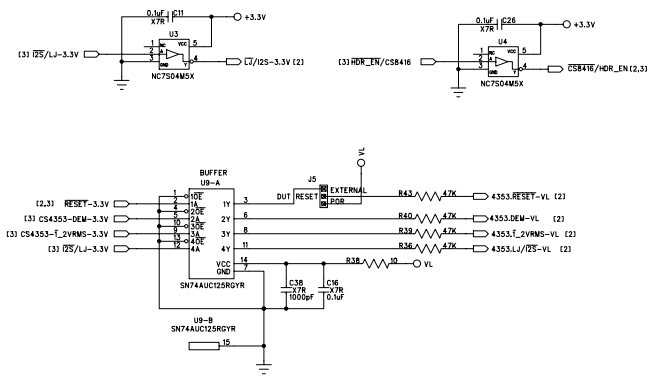 0.1uF C11
X7R
+3.3V
U3
1 NC VCC 5
[3] I2S/LJ-3.3V 2 A
3 GND Y 4 LJ/I2S-3.3V [2]
NC7S04M5X
0.1uF C26
X7R
+3.3V
U4
1 NC VCC 5
[3] HDR_EN/CS8416 2 A
3 GND Y 4 CS8416/HDR_EN [2,3]
NC7S04M5X
VL
BUFFER
U9-A
J5
1 1OE
[2,3] RESET-3.3V 2 1A 1Y 3 DUT RESET EXTERNAL POR R43 47K 4353.RESET-VL [2]
4 2OE
[3] CS4353-DEM-3.3V 5 2A 2Y 6 R40 47K 4353.DEM-VL [2]
10 3OE
[3] CS4353-1_2VRMS-3.3V 9 3A 3Y 8 R39 47K 4353.1_2VRMS-VL [2]
13 4OE
[3] I2S/LJ-3.3V 12 4A 4Y 11 R36 47K 4353.LJ/I2S-VL [2]
VCC 14 R38 10 VL
GND 7
SN74AUC125RGYR
C38
X7R
1000pF
C16
X7R
0.1uF
U9-B
SN74AUC125RGYR
15